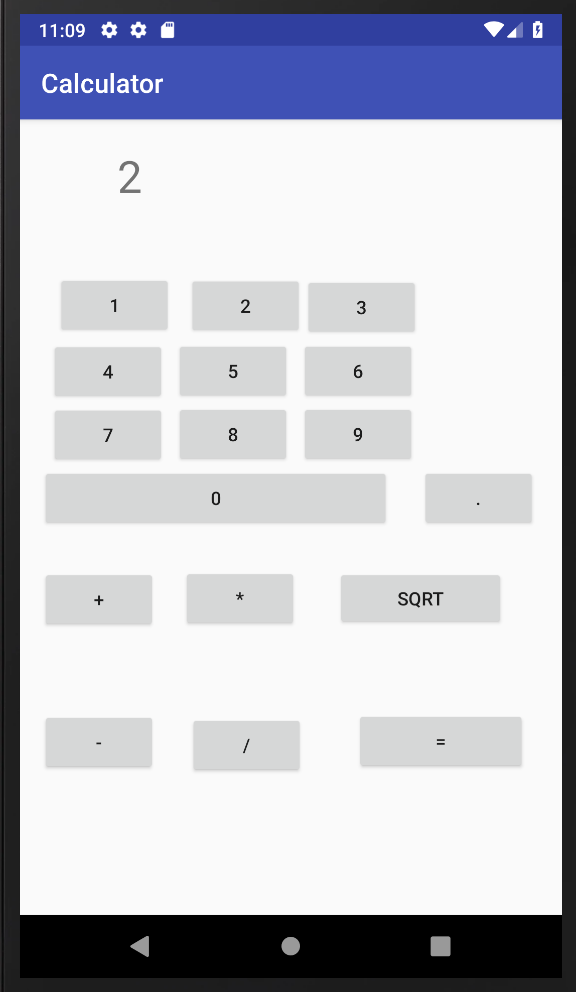 11:09
Calculator
2
1 2 3
4 5 6
7 8 9
0 .
+ * SQRT
- / =